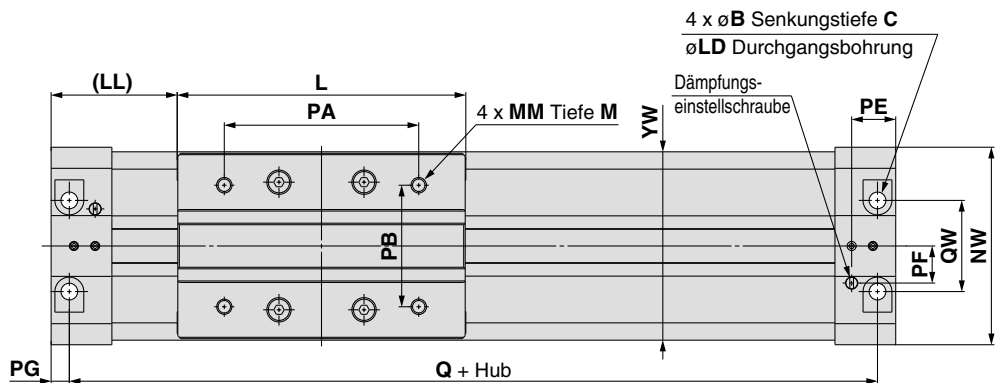 4 x øB Senkungstiefe C
øLD Durchgangsbohrung
(LL)
L
Dämpfungs-
einstellschraube
PE
PA
4 x MM Tiefe M
YW
PB
PF
QW
NW
PG
Q + Hub